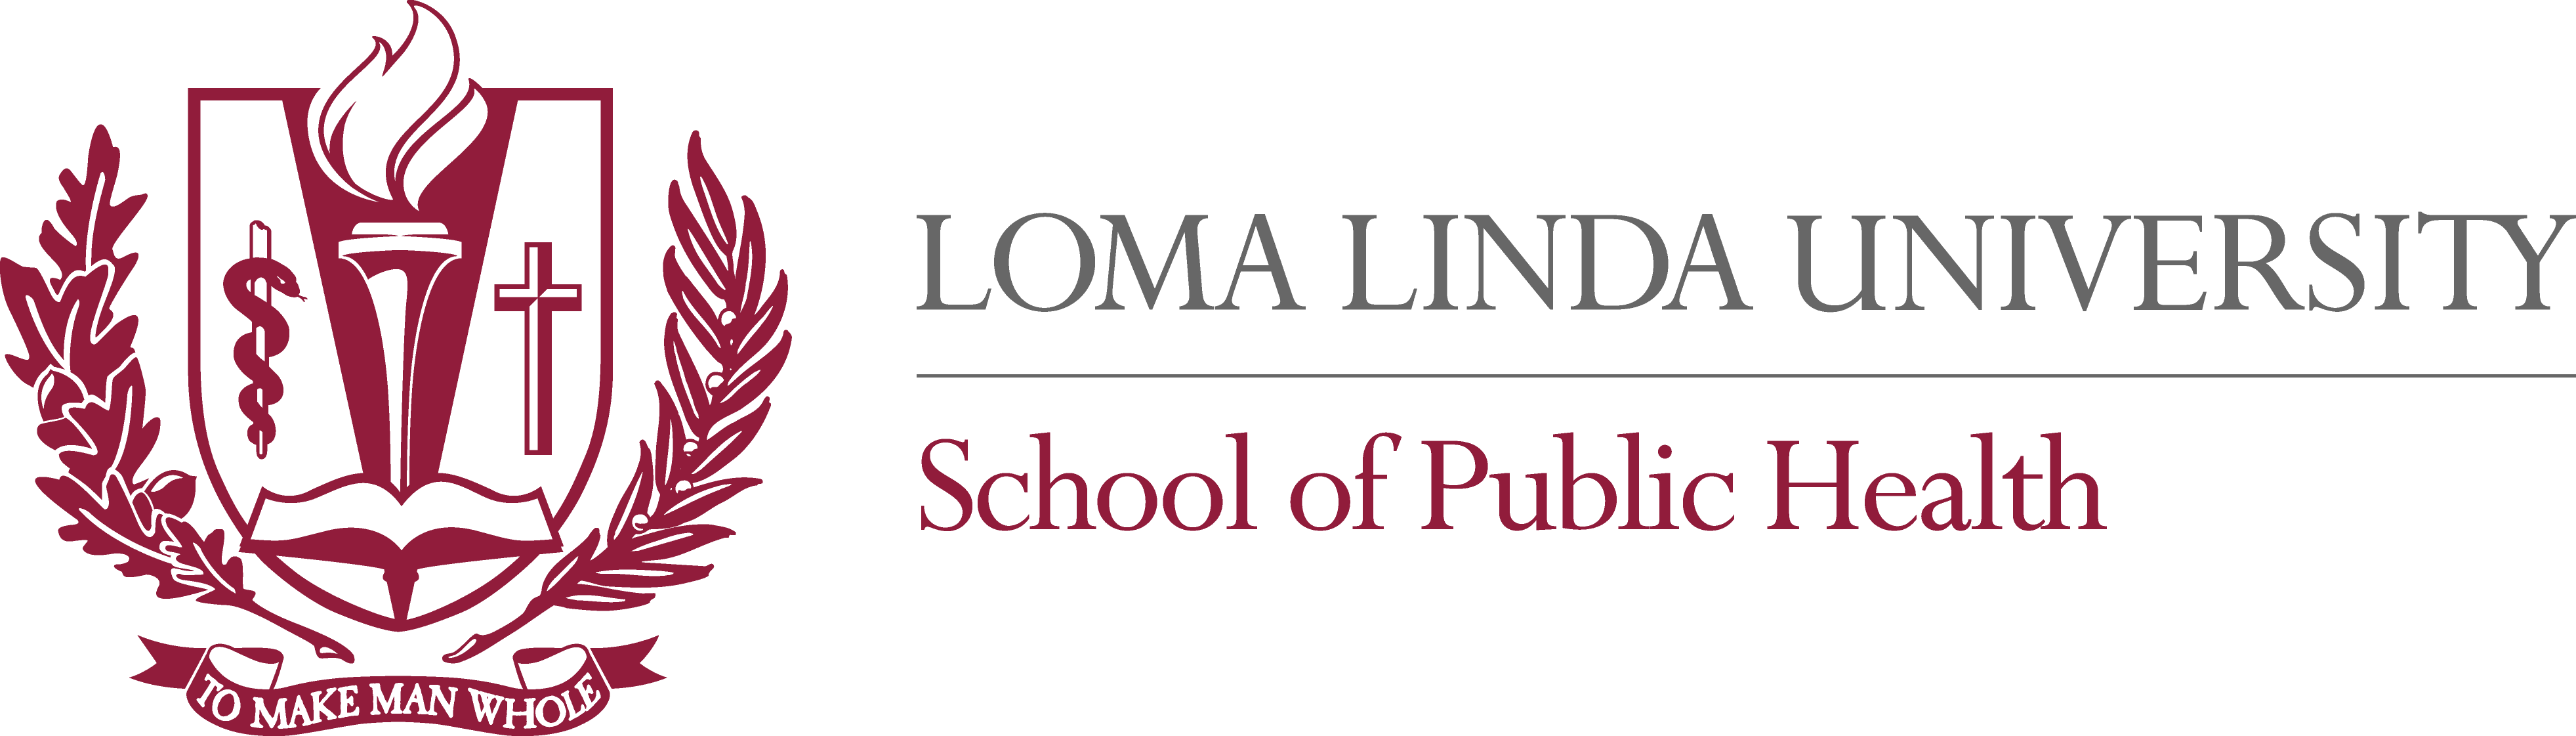 LOMA LINDA UNIVERSITY
School of Public Health
TO MAKE MAN WHOLE